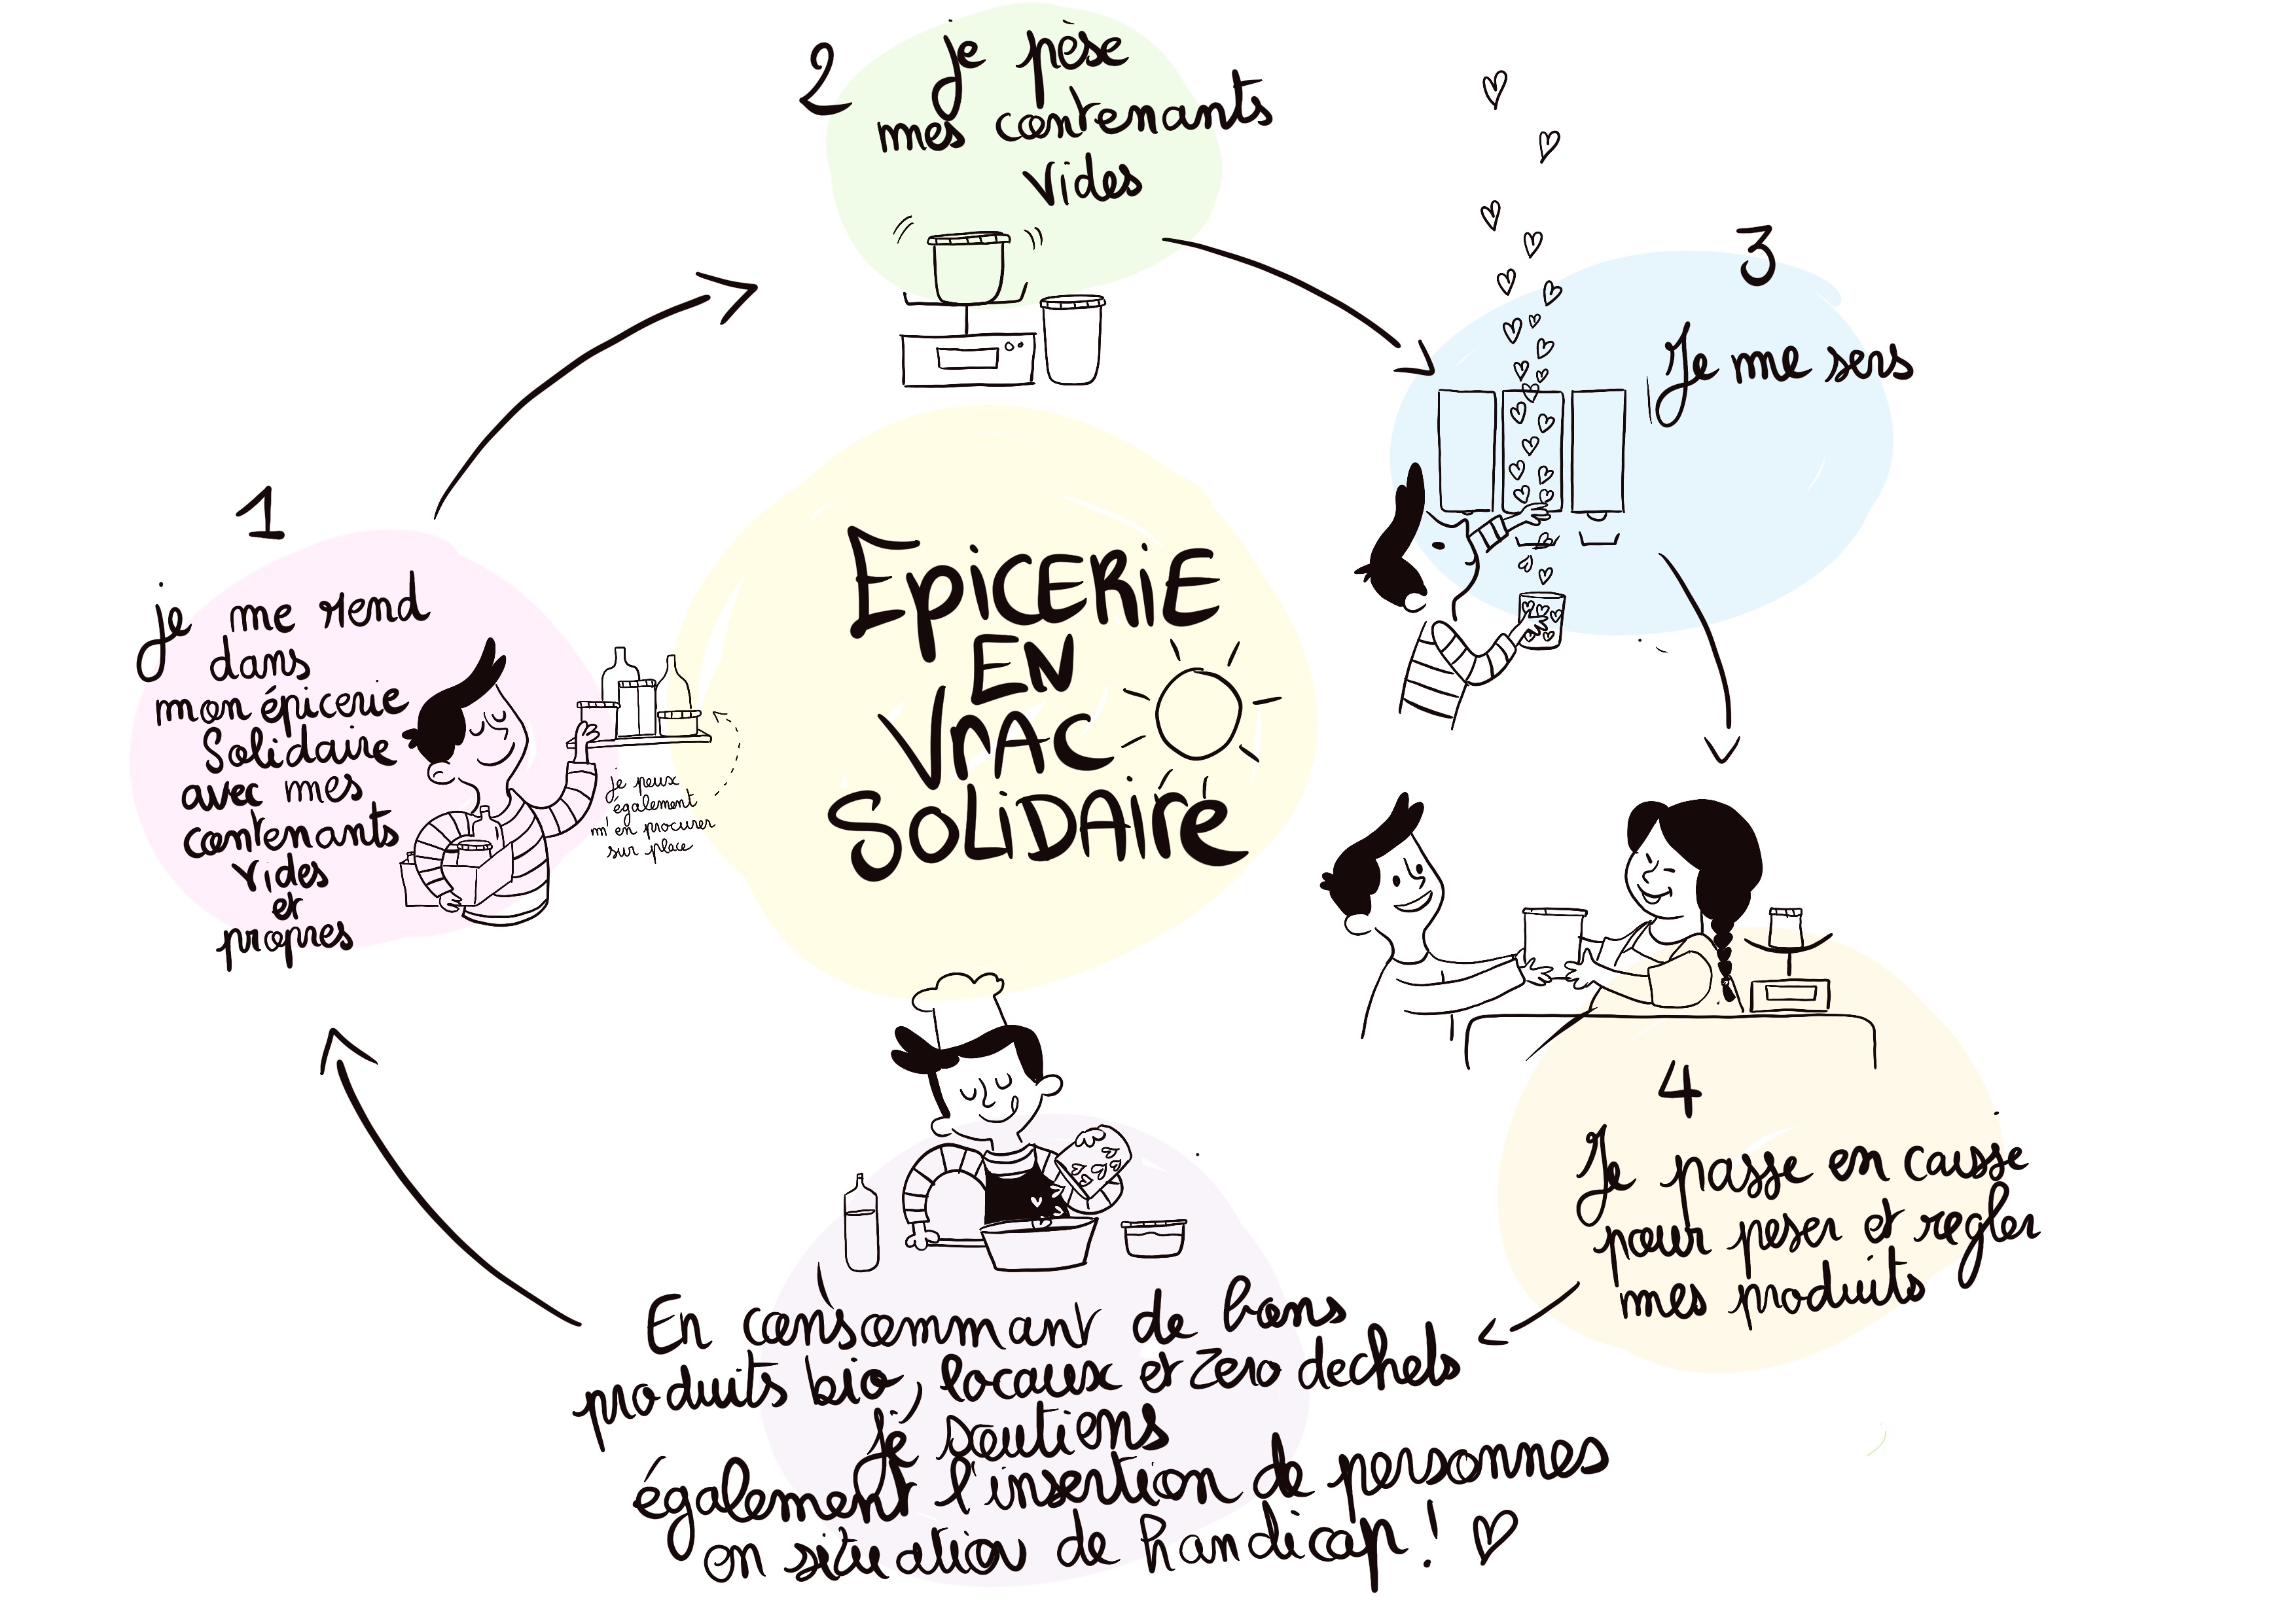 Epicerie
en
vrac
solidaire
1
je me rend
dans
mon épicerie
Solidaire
avec mes
contenants
vides
et
propres
je peux
également
m'en procurer
sur place
2
je pèse
mes contenants
vides
3
Je me sers
4
Je passe en caisse
pour peser et regler
mes produits
En consommant de bons
produits bio, locaux et zero dechets
je soutiens
également l'insertion de personnes
en situation de handicap !